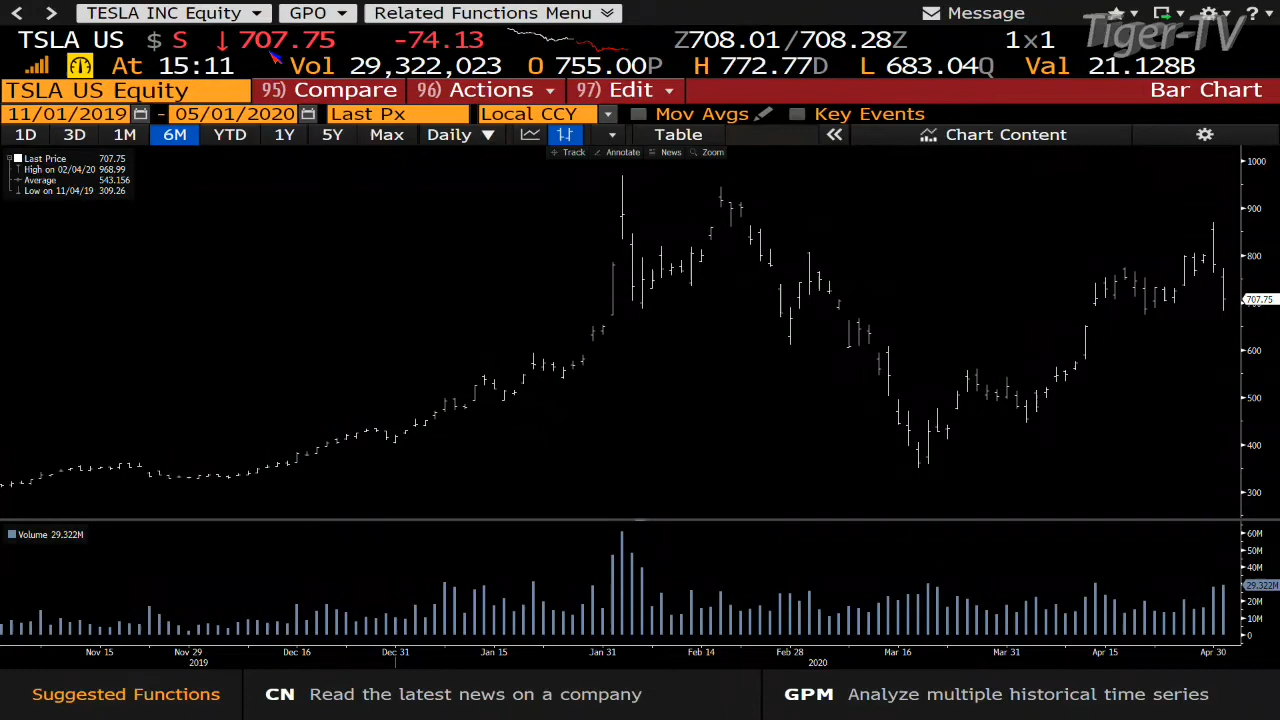 TESLA INC Equity GPO Related Functions Menu Message ?
TSLA US $ S ↓ 707.75 -74.13 Z708.01/708.28Z 1x1 Tiger-TV
At 15:11 Vol 29,322,023 O 755.00P H 772.77D L 683.04Q Val 21.128B
TSLA US Equity 95) Compare 96) Actions 97) Edit Bar Chart
11/01/2019 - 05/01/2020 Last Px Local CCY Mov Avgs Key Events
1D 3D 1M 6M YTD 1Y 5Y Max Daily ▼ Table « Chart Content
Track Annotate News Zoom
Last Price 707.75
High on 02/04/20 968.99
Average 543.156
Low on 11/04/19 309.26
1000
900
800
707.75
600
500
400
300
Volume 29.322M
60M
50M
40M
29.322M
20M
10M
0
Nov 15 Nov 29 Dec 16 Dec 31 Jan 15 Jan 31 Feb 14 Feb 28 Mar 16 Mar 31 Apr 15 Apr 30
2019 2020
Suggested Functions CN Read the latest news on a company GPM Analyze multiple historical time series